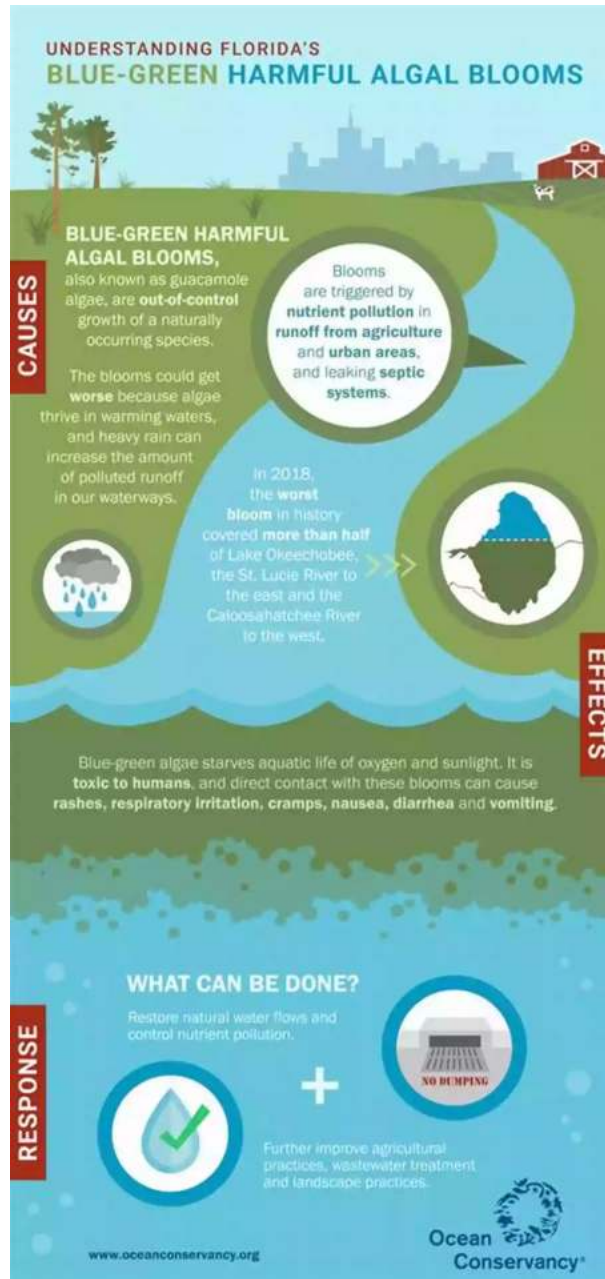 UNDERSTANDING FLORIDA'S
BLUE-GREEN HARMFUL ALGAL BLOOMS
CAUSES
BLUE-GREEN HARMFUL
ALGAL BLOOMS,
also known as guacamole
algae, are out-of-control
growth of a naturally
occurring species.
The blooms could get
worse because algae
thrive in warming waters,
and heavy rain can
increase the amount
of polluted runoff
in our waterways.
Blooms
are triggered by
nutrient pollution in
runoff from agriculture
and urban areas,
and leaking septic
systems.
In 2018,
the worst
bloom in history
covered more than half
of Lake Okeechobee,
the St. Lucie River to
the east and the
Caloosahatchee River
to the west.
EFFECTS
Blue-green algae starves aquatic life of oxygen and sunlight. It is
toxic to humans, and direct contact with these blooms can cause
rashes, respiratory irritation, cramps, nausea, diarrhea and vomiting.
RESPONSE
WHAT CAN BE DONE?
Restore natural water flows and
control nutrient pollution.
+
NO DUMPING
Further improve agricultural
practices, wastewater treatment
and landscape practices.
www.oceanconservancy.org
Ocean
Conservancy®